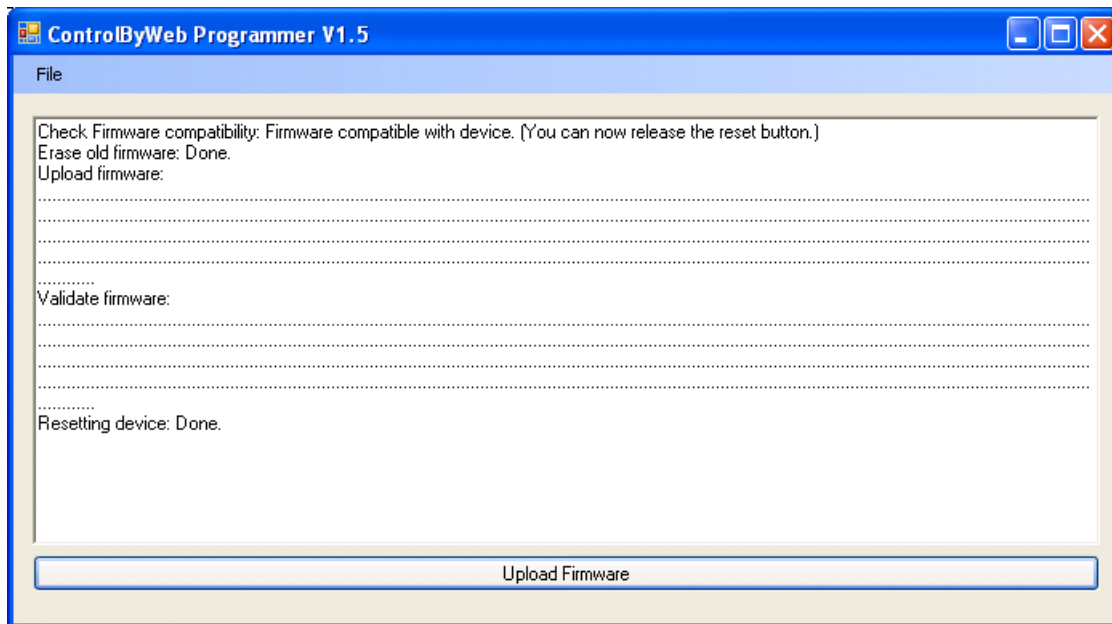 ControlByWeb Programmer V1.5
File
Check Firmware compatibility: Firmware compatible with device. (You can now release the reset button.)
Erase old firmware: Done.
Upload firmware:
................................................................................................................................................................................................................
................................................................................................................................................................................................................
................................................................................................................................................................................................................
................................................................................................................................................................................................................
............
Validate firmware:
................................................................................................................................................................................................................
................................................................................................................................................................................................................
................................................................................................................................................................................................................
................................................................................................................................................................................................................
............
Resetting device: Done.
Upload Firmware